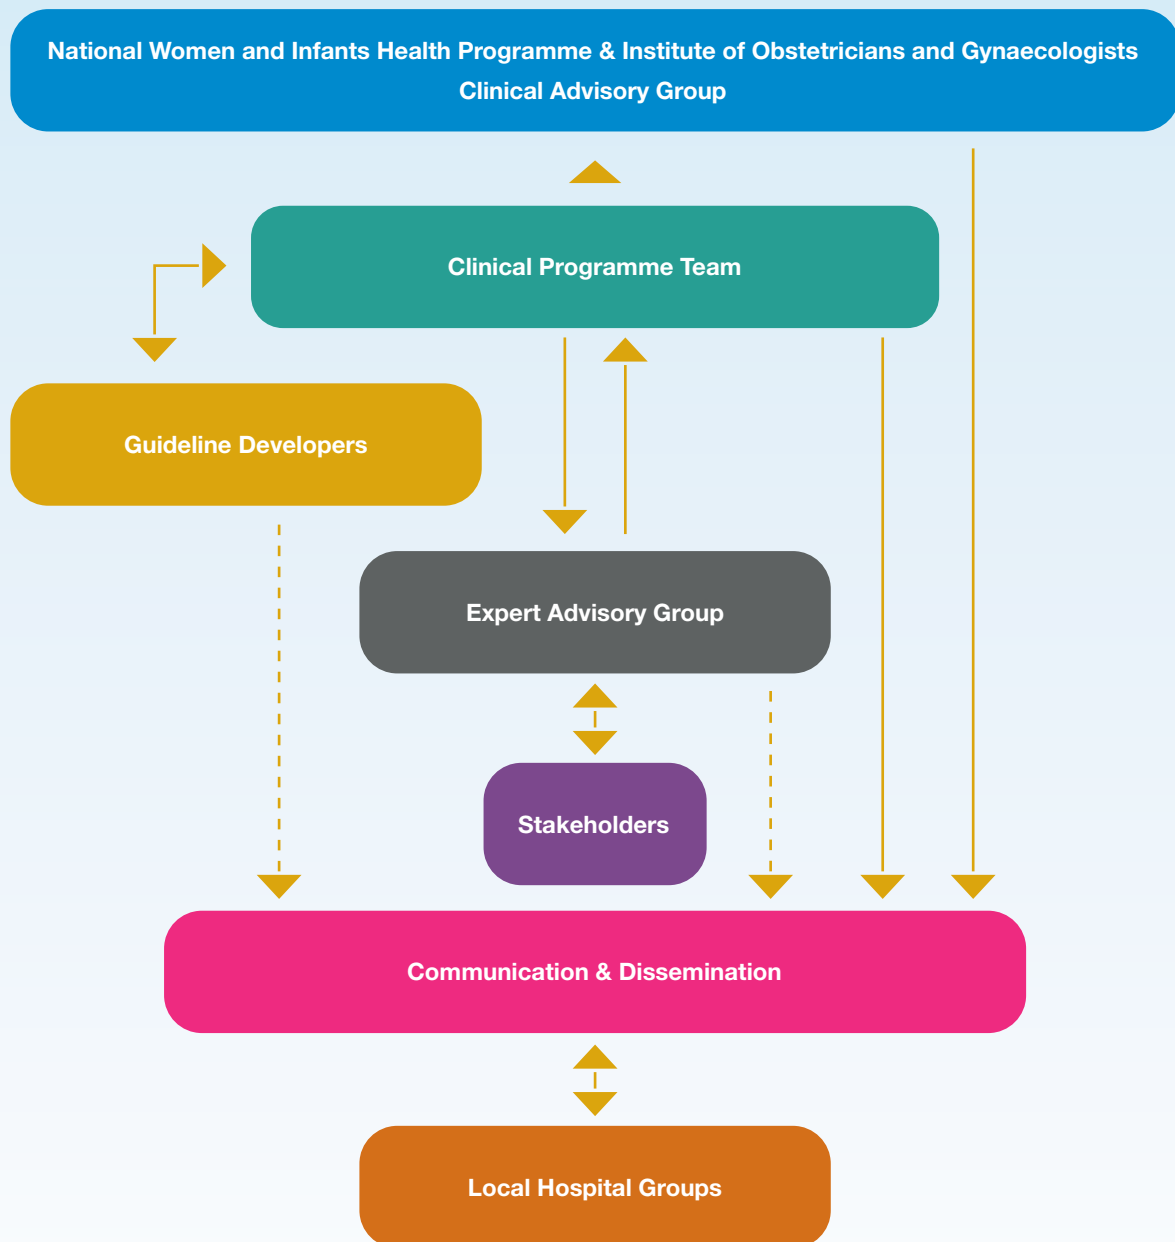 National Women and Infants Health Programme & Institute of Obstetricians and Gynaecologists
Clinical Advisory Group
Clinical Programme Team
Guideline Developers
Expert Advisory Group
Stakeholders
Communication & Dissemination
Local Hospital Groups